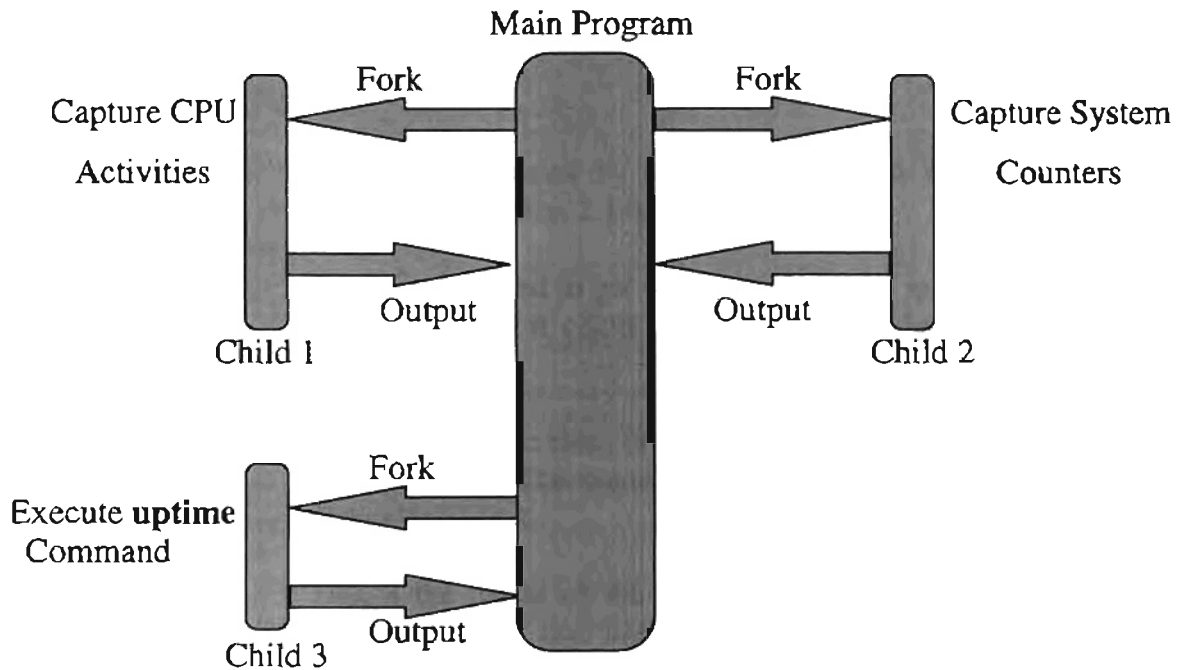 Main Program
Fork
Fork
Capture CPU
Activities
Capture System
Counters
Output
Output
Child 1
Child 2
Fork
Execute uptime
Command
Output
Child 3